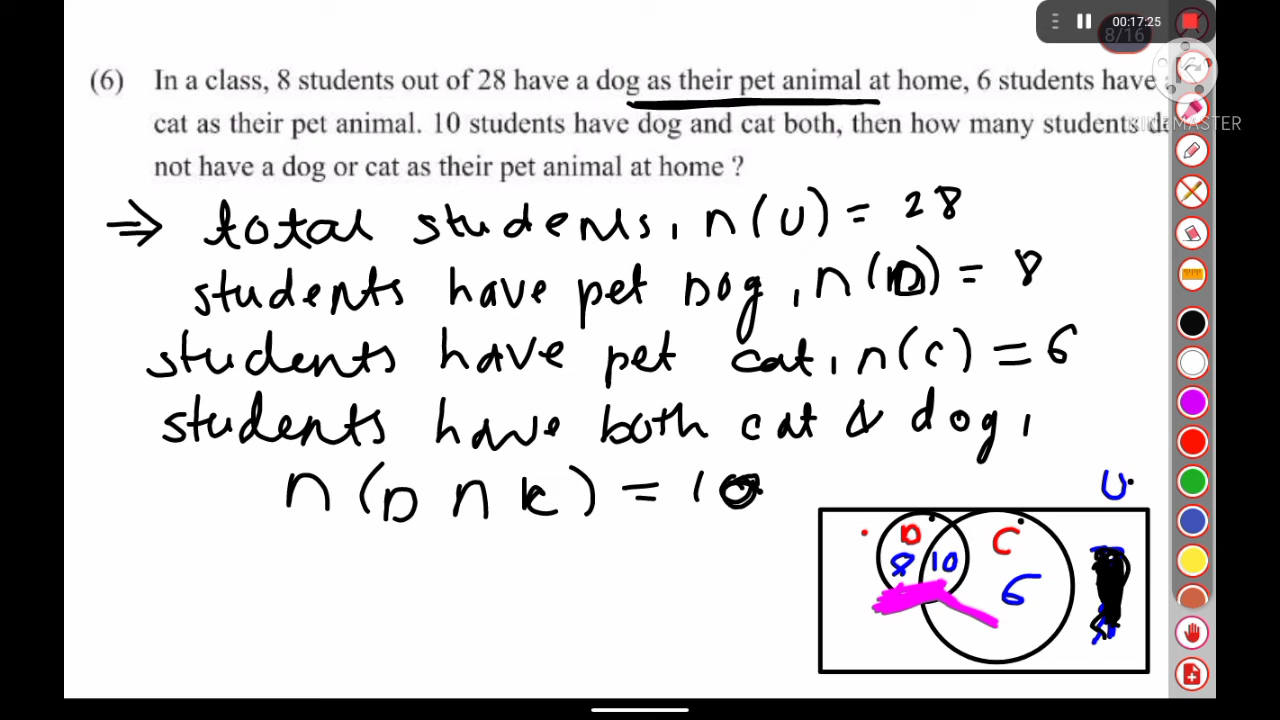 00:17:25
8/16
(6) In a class, 8 students out of 28 have a dog as their pet animal at home, 6 students have
cat as their pet animal. 10 students have dog and cat both, then how many students
MASTER
not have a dog or cat as their pet animal at home ?
⇒ total students, n(U) = 28
students have pet Dog, n(D) = 8
students have pet cat, n(C) = 6
students have both cat & dog,
n(D ∩ C) = 10
U
D C
8 10 6